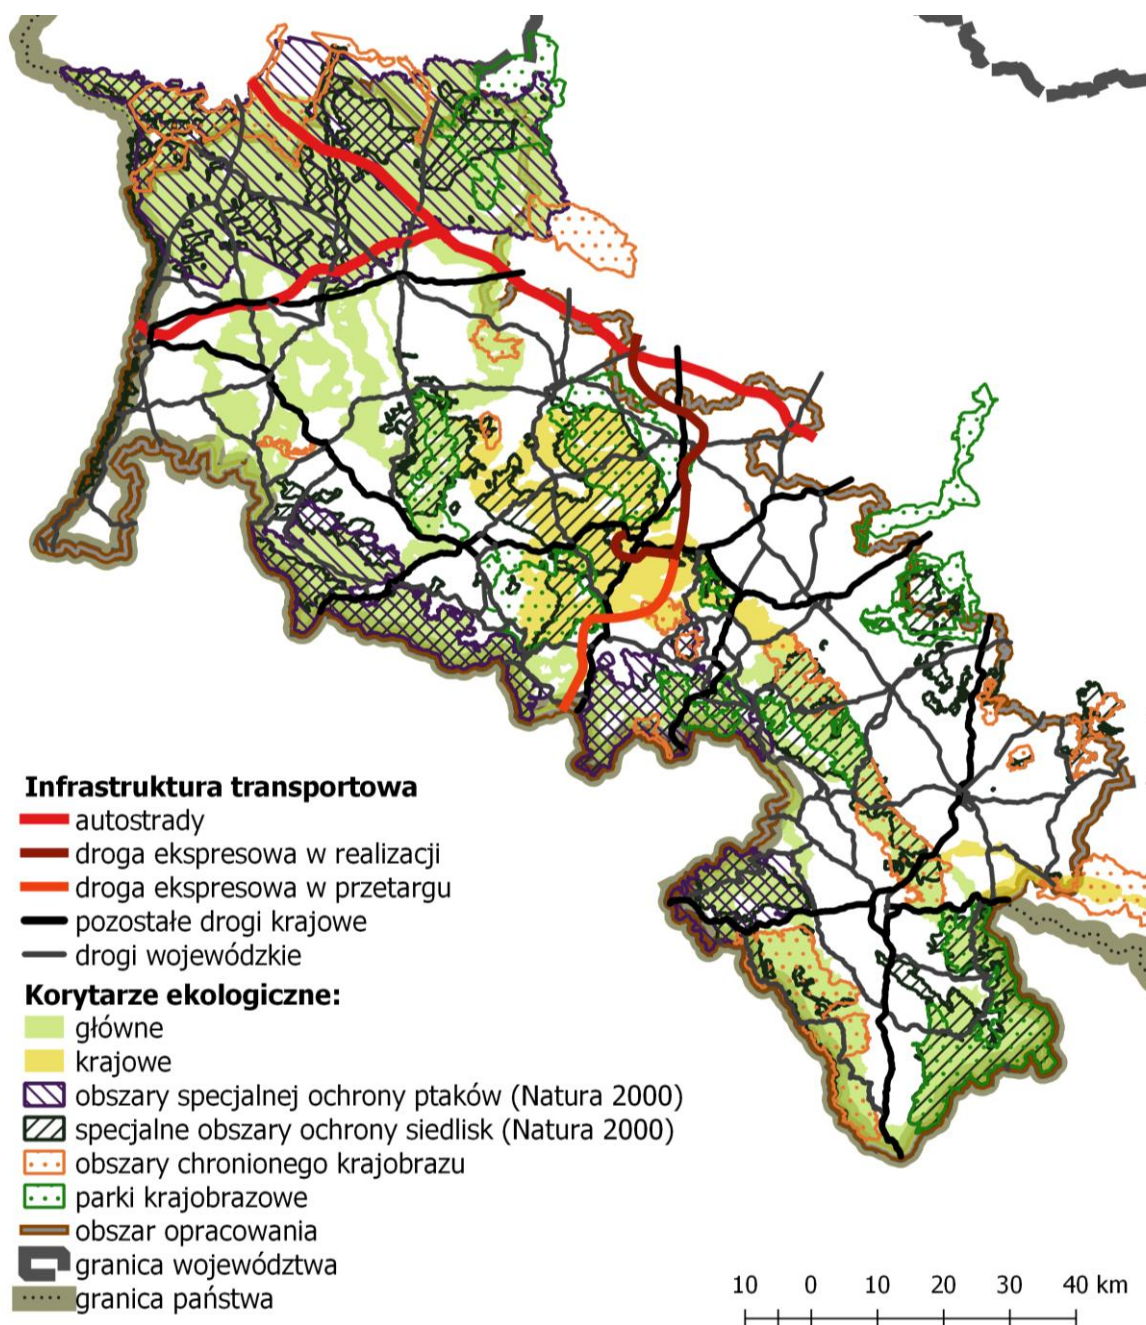 Infrastruktura transportowa
autostrady
droga ekspresowa w realizacji
droga ekspresowa w przetargu
pozostałe drogi krajowe
drogi wojewódzkie
Korytarze ekologiczne:
główne
krajowe
obszary specjalnej ochrony ptaków (Natura 2000)
specjalne obszary ochrony siedlisk (Natura 2000)
obszary chronionego krajobrazu
parki krajobrazowe
obszar opracowania
granica województwa
granica państwa
10 0 10 20 30 40 km